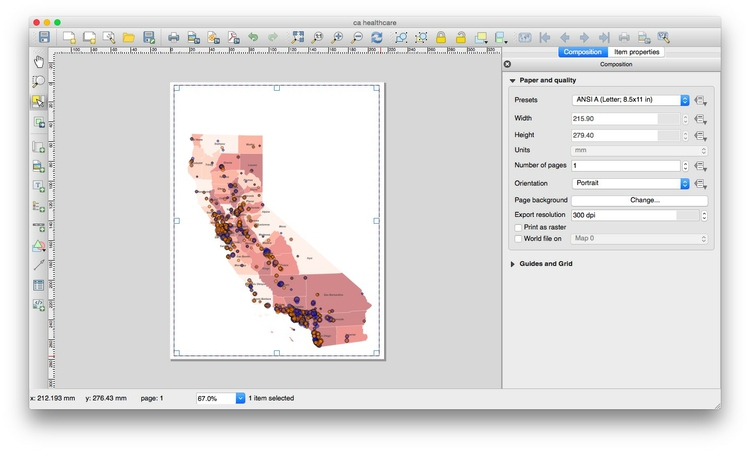 ca healthcare
Composition
Item properties
Composition
Paper and quality
Presets
ANSI A (Letter; 8.5x11 in)
Width
215.90
Height
279.40
Units
mm
Number of pages
1
Orientation
Portrait
Page background
Change...
Export resolution
300 dpi
Print as raster
World file on
Map 0
Guides and Grid
x: 212.193 mm
y: 276.43 mm
page: 1
67.0%
1 item selected